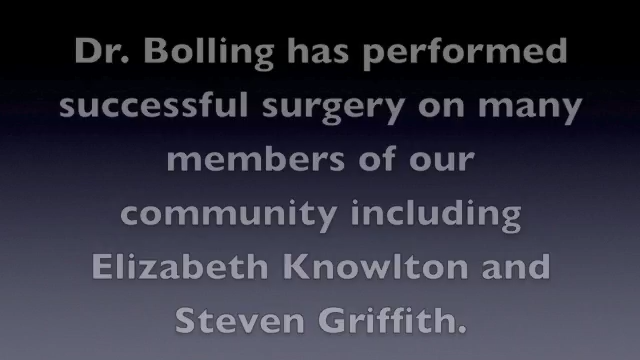 Dr. Bolling has performed
successful surgery on many
members of our
community including
Elizabeth Knowlton and
Steven Griffith.